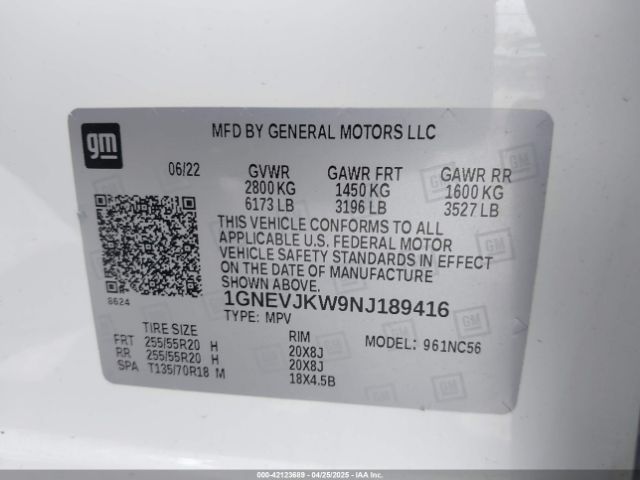 gm
MFD BY GENERAL MOTORS LLC
06/22 GVWR GAWR FRT GAWR RR
2800 KG 1450 KG 1600 KG
6173 LB 3196 LB 3527 LB
THIS VEHICLE CONFORMS TO ALL
APPLICABLE U.S. FEDERAL MOTOR
VEHICLE SAFETY STANDARDS IN EFFECT
ON THE DATE OF MANUFACTURE
SHOWN ABOVE.
8624
1GNEVJKW9NJ189416
TYPE: MPV
TIRE SIZE RIM MODEL: 961NC56
FRT 255/55R20 H 20X8J
RR 255/55R20 H 20X8J
SPA T135/70R18 M 18X4.5B
000-42123689 - 04/25/2025 - IAAI.COM